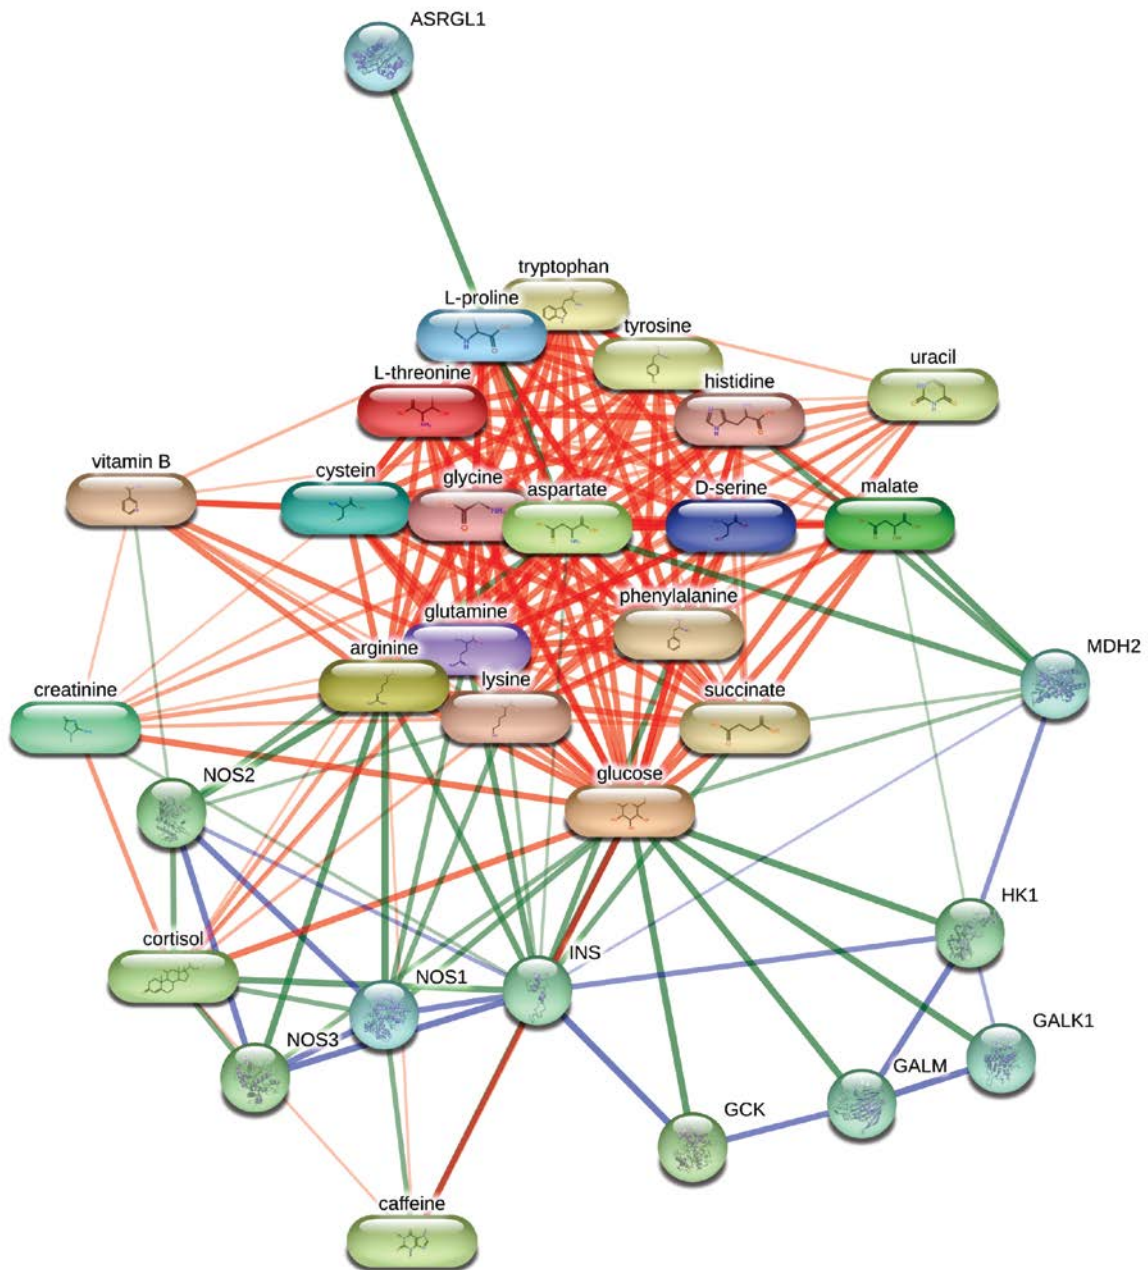 ASRGL1
tryptophan
L-proline
tyrosine
uracil
L-threonine
histidine
vitamin B
cystein
glycine
aspartate
D-serine
malate
glutamine
phenylalanine
arginine
MDH2
creatinine
lysine
succinate
NOS2
glucose
HK1
cortisol
INS
NOS1
GALK1
NOS3
GALM
GCK
caffeine